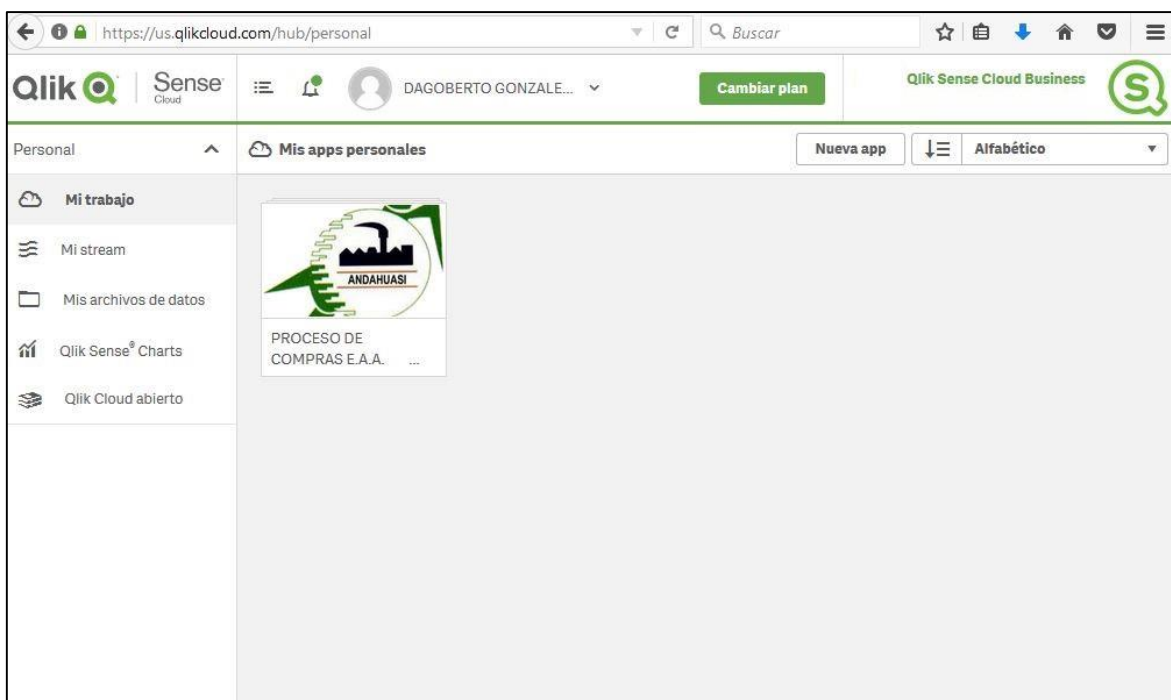 https://us.qlikcloud.com/hub/personal
Buscar
Qlik
Sense
Cloud
DAGOBERTO GONZALE...
Cambiar plan
Qlik Sense Cloud Business
S
Personal
Mis apps personales
Nueva app
Alfabético
Mi trabajo
Mi stream
Mis archivos de datos
Qlik Sense® Charts
Qlik Cloud abierto
ANDAHUASI
PROCESO DE
COMPRAS E.A.A. ...